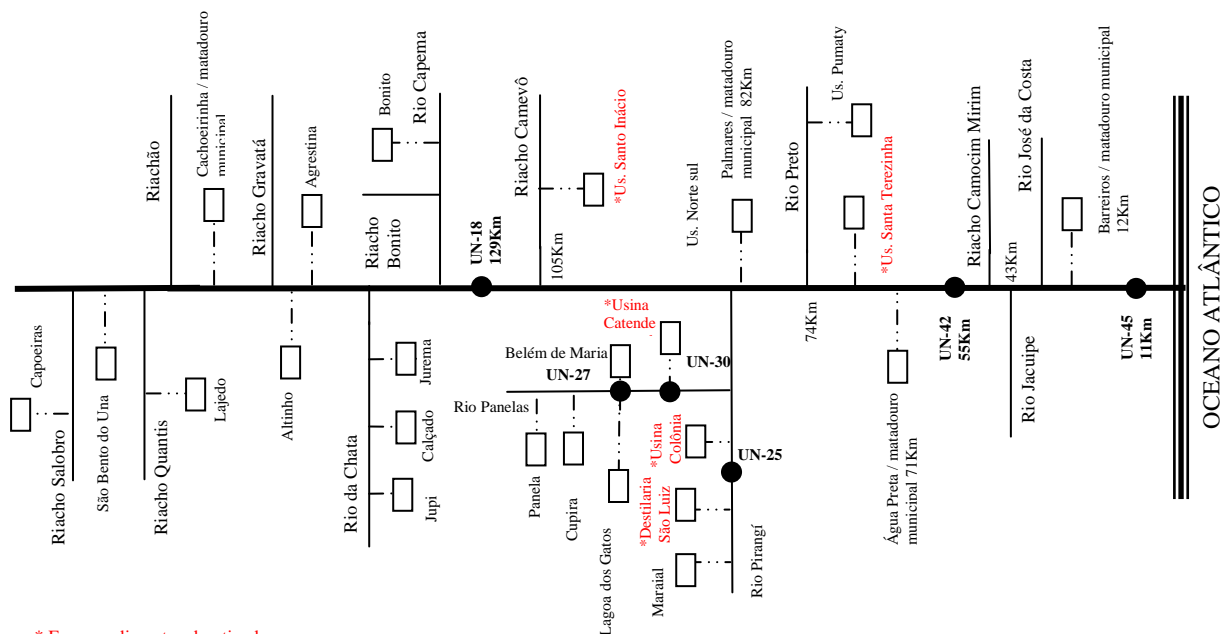 Capoeiras
Riacho Salobro
São Bento do Una
Riacho Quantis
Lajedo
Riachão
Cachoeirinha / matadouro
municipal
Riacho Gravatá
Agrestina
Altinho
Rio da Chata
Jurema
Calçado
Jupi
Riacho
Bonito
Bonito
Rio Capema
UN-18
129Km
Riacho Camevô
105Km
*Us. Santo Inácio
Rio Panelas
Panela
Cupira
Lagoa dos Gatos
Belém de Maria
UN-27
*Usina
Catende
UN-30
*Usina
Colônia
UN-25
*Destilaria
São Luiz
Maraial
Rio Pirangí
Us. Norte sul
Palmares / matadouro
municipal 82Km
Rio Preto
74Km
Us. Pumaty
*Us. Santa Terezinha
Água Preta / matadouro
municipal 71Km
UN-42
55Km
Riacho Camocim Mirim
43Km
Rio Jacuipe
Rio José da Costa
Barreiros / matadouro municipal
12Km
UN-45
11Km
OCEANO ATLÂNTICO